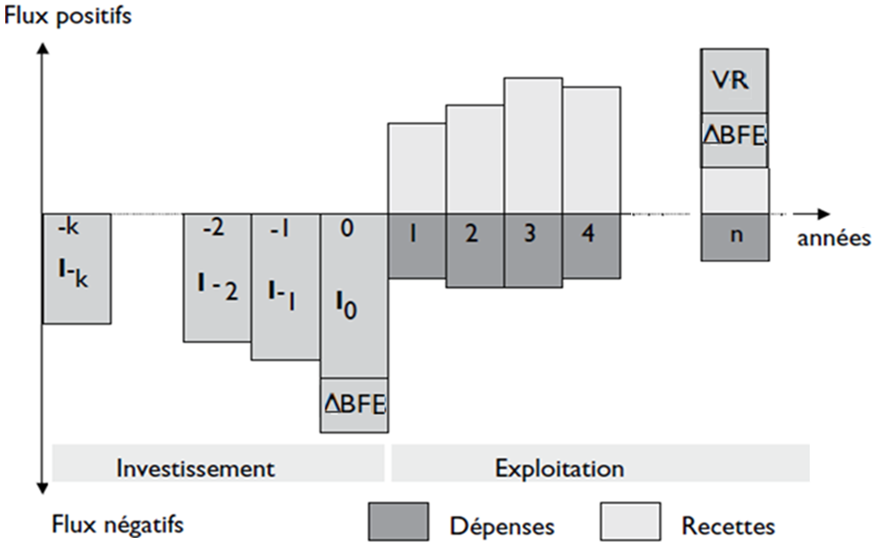 Flux positifs
VR
ΔBFE
-k
-2
-1
0
1
2
3
4
n
années
I-k
I-2
I-1
I0
ΔBFE
Investissement
Exploitation
Flux négatifs
Dépenses
Recettes